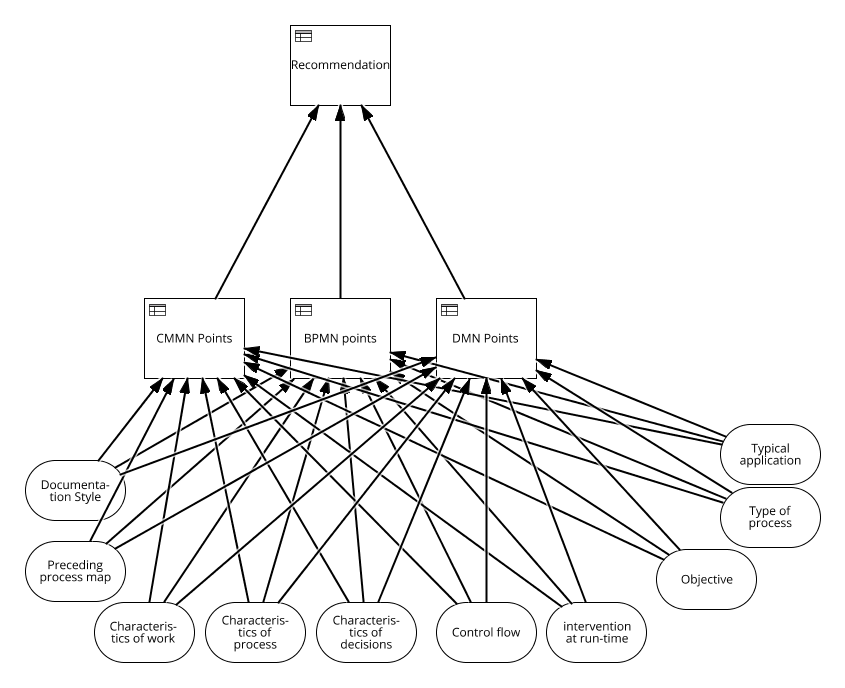 Recommendation
CMMN Points
BPMN points
DMN Points
Typical
application
Documenta-
tion Style
Type of
process
Preceding
process map
Objective
Characteris-
tics of work
Characteris-
tics of
process
Characteris-
tics of
decisions
Control flow
intervention
at run-time